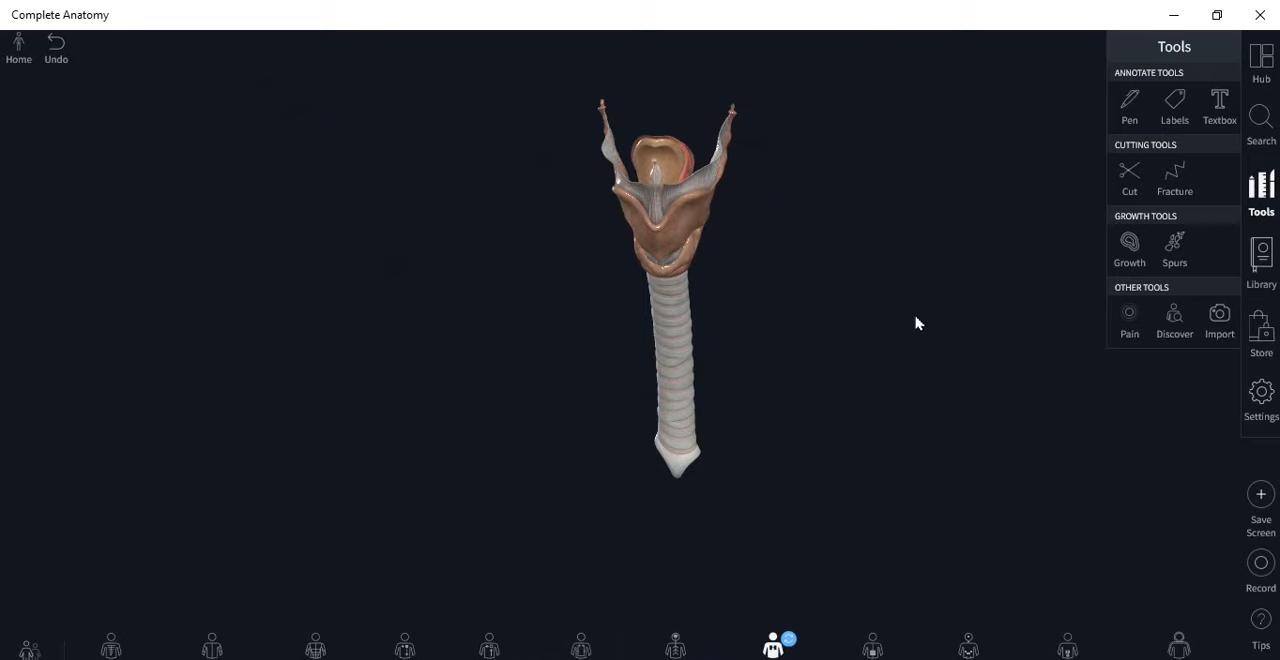 Complete Anatomy
Home Undo
Tools
ANNOTATE TOOLS
Pen Labels Textbox
CUTTING TOOLS
Cut Fracture
GROWTH TOOLS
Growth Spurs
OTHER TOOLS
Pain Discover Import
Hub
Search
Tools
Library
Store
Settings
Save
Screen
Record
Tips